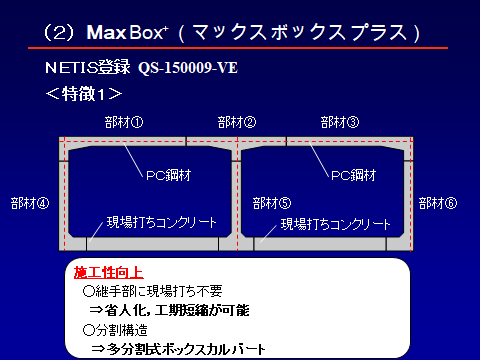 （２）MaxBox+（マックスボックスプラス）
ＮＥＴＩＳ登録 QS-150009-VE
＜特徴１＞
部材① 部材② 部材③
ＰＣ鋼材 ＰＣ鋼材
部材④ 部材⑤ 部材⑥
現場打ちコンクリート 現場打ちコンクリート
施工性向上
○継手部に現場打ち不要
⇒省人化，工期短縮が可能
○分割構造
⇒多分割式ボックスカルバート